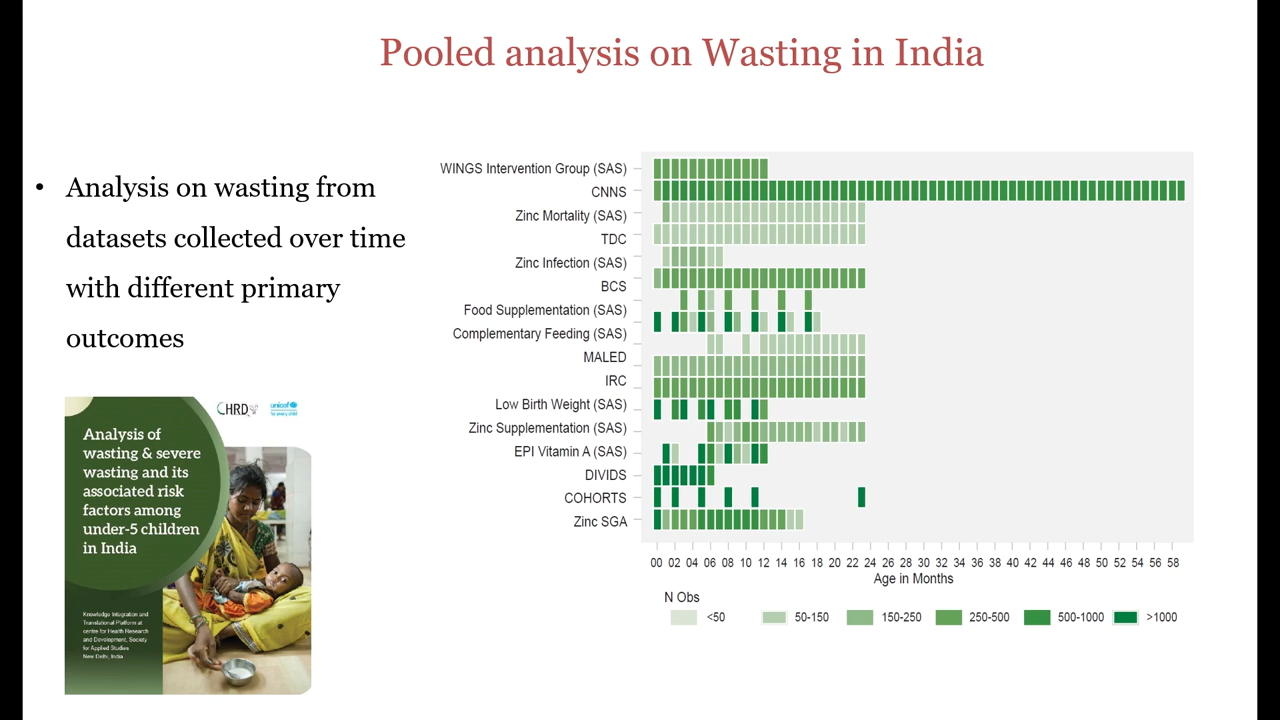 Pooled analysis on Wasting in India
• Analysis on wasting from
datasets collected over time
with different primary
outcomes
WINGS Intervention Group (SAS)
CNNS
Zinc Mortality (SAS)
TDC
Zinc Infection (SAS)
BCS
Food Supplementation (SAS)
Complementary Feeding (SAS)
MALED
IRC
Low Birth Weight (SAS)
Zinc Supplementation (SAS)
EPI Vitamin A (SAS)
DIVIDS
COHORTS
Zinc SGA
00 02 04 06 08 10 12 14 16 18 20 22 24 26 28 30 32 34 36 38 40 42 44 46 48 50 52 54 56 58
Age in Months
N Obs
<50 50-150 150-250 250-500 500-1000 >1000
CHRD
unicef
for every child
Analysis of
wasting & severe
wasting and its
associated risk
factors among
under-5 children
in India
Knowledge Integration and
Translational Platform at
centre for Health Research
and Development, Society
for Applied Studies
New Delhi, India